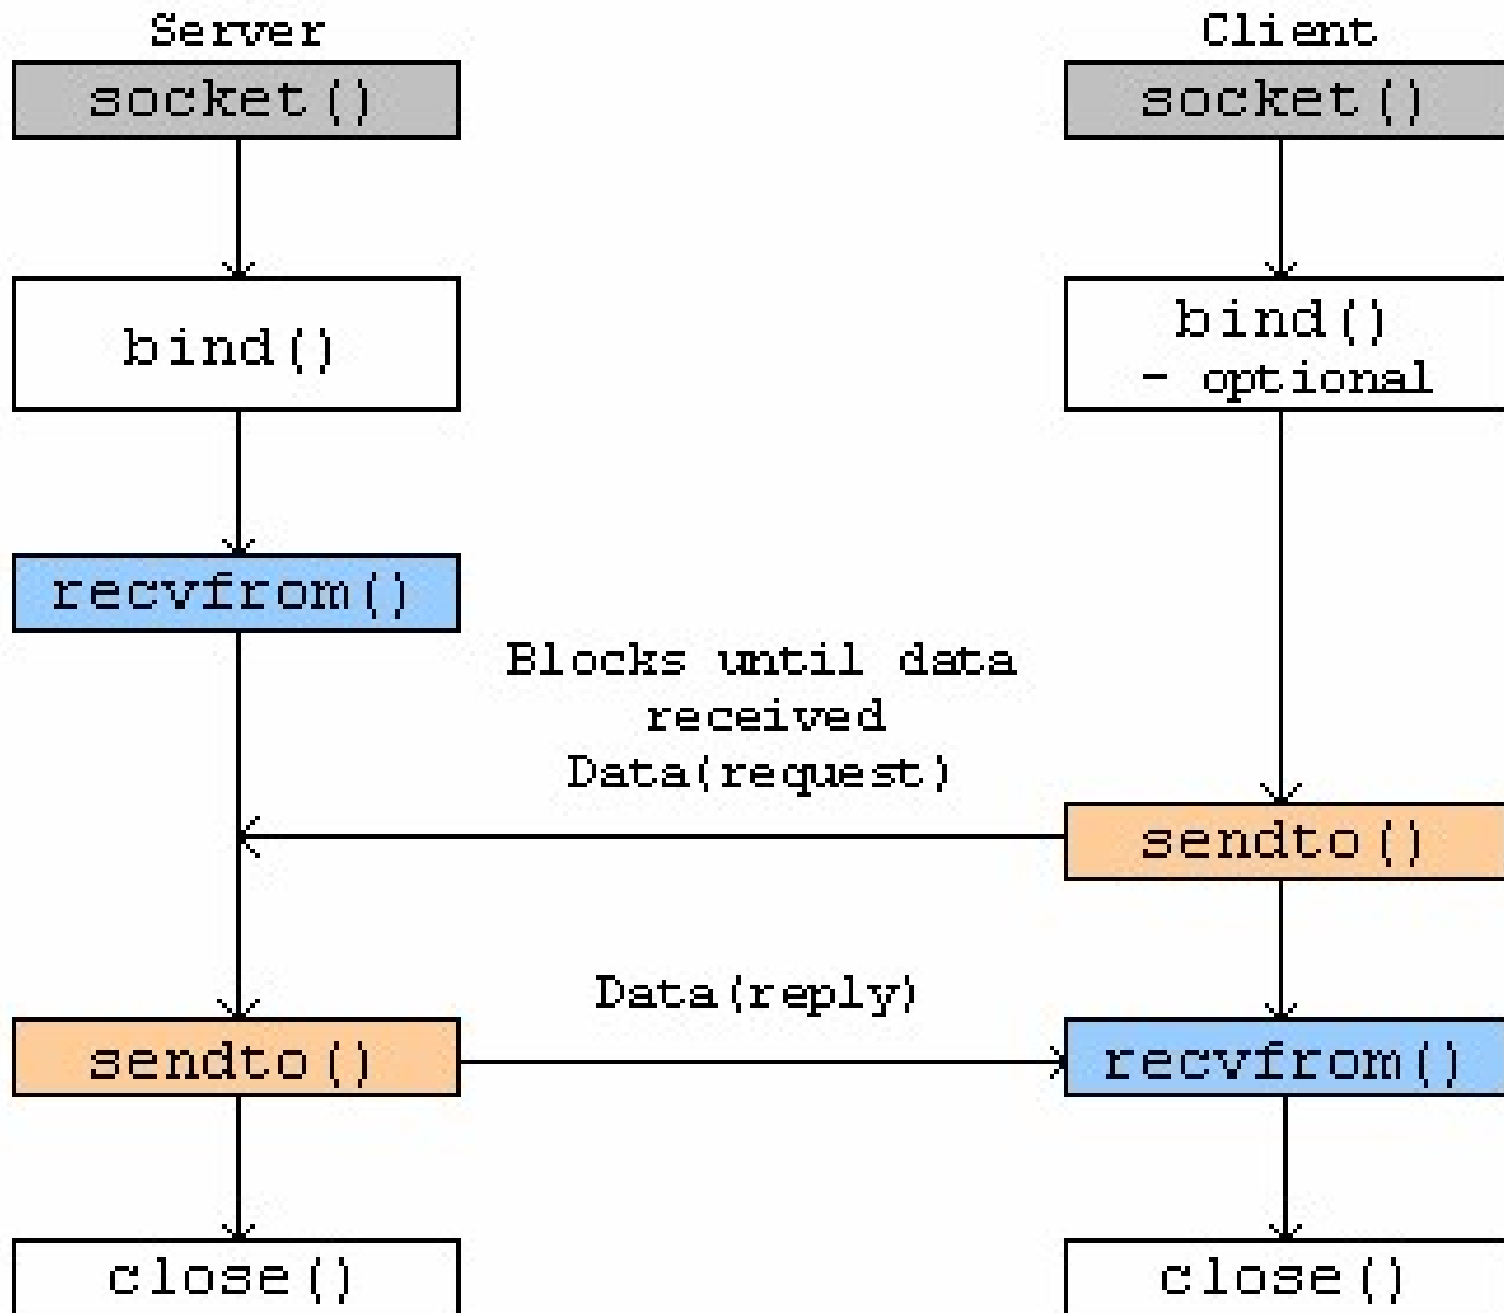 Server
Client
socket()
socket()
bind()
bind()
- optional
recvfrom()
Blocks until data
received
Data(request)
sendto()
Data(reply)
sendto()
recvfrom()
close()
close()